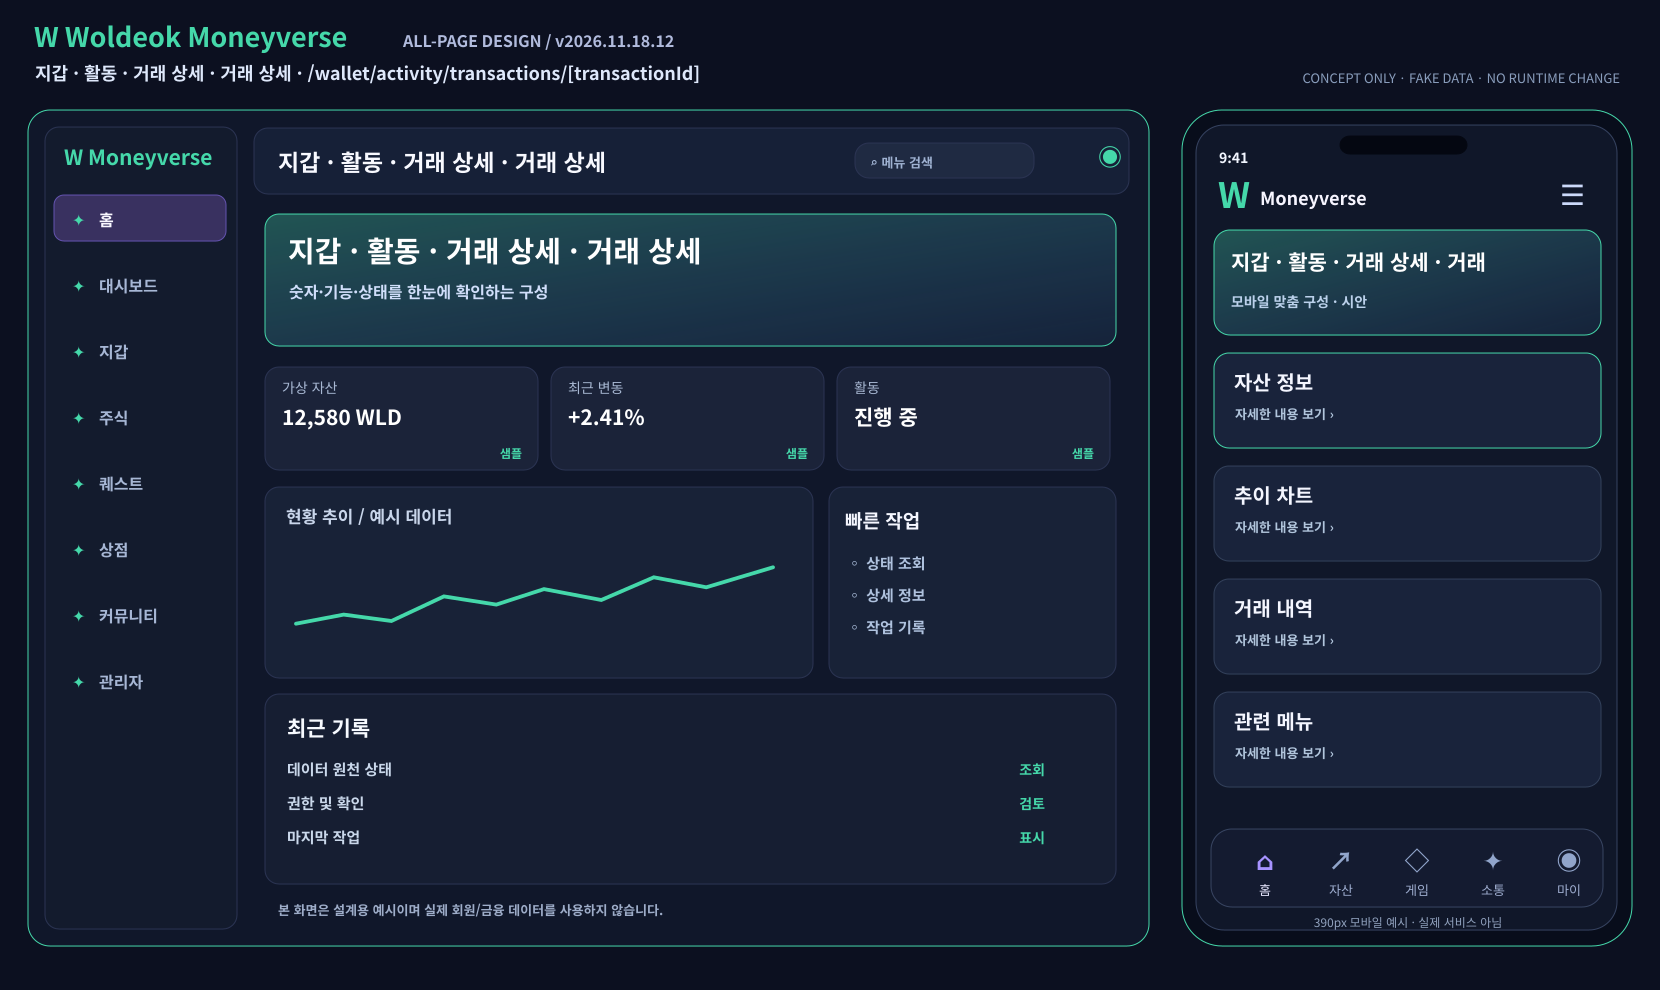 W Woldeok Moneyverse
ALL-PAGE DESIGN / v2026.11.18.12
지갑 · 활동 · 거래 상세 · 거래 상세 · /wallet/activity/transactions/[transactionId]
CONCEPT ONLY · FAKE DATA · NO RUNTIME CHANGE
W Moneyverse
홈
대시보드
지갑
주식
퀘스트
상점
커뮤니티
관리자
지갑 · 활동 · 거래 상세 · 거래 상세
메뉴 검색
지갑 · 활동 · 거래 상세 · 거래 상세
숫자·기능·상태를 한눈에 확인하는 구성
가상 자산
12,580 WLD
샘플
최근 변동
+2.41%
샘플
활동
진행 중
샘플
현황 추이 / 예시 데이터
빠른 작업
상태 조회
상세 정보
작업 기록
최근 기록
데이터 원천 상태 조회
권한 및 확인 검토
마지막 작업 표시
본 화면은 설계용 예시이며 실제 회원/금융 데이터를 사용하지 않습니다.
9:41
W Moneyverse
지갑 · 활동 · 거래 상세 · 거래
모바일 맞춤 구성 · 시안
자산 정보
자세한 내용 보기 ›
추이 차트
자세한 내용 보기 ›
거래 내역
자세한 내용 보기 ›
관련 메뉴
자세한 내용 보기 ›
홈 자산 게임 소통 마이
390px 모바일 예시 · 실제 서비스 아님